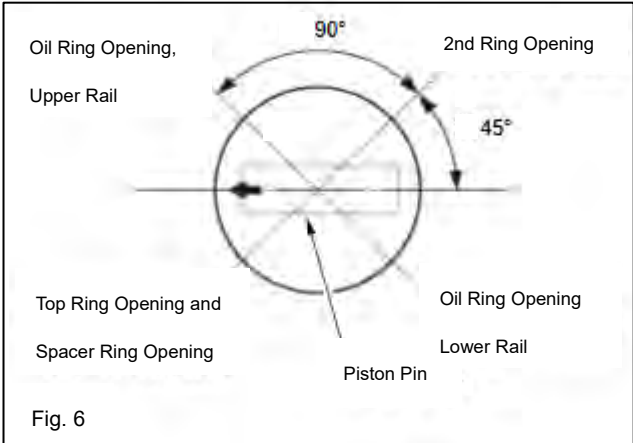 90°
Oil Ring Opening,
Upper Rail
2nd Ring Opening
45°
Top Ring Opening and
Spacer Ring Opening
Oil Ring Opening
Lower Rail
Piston Pin
Fig. 6